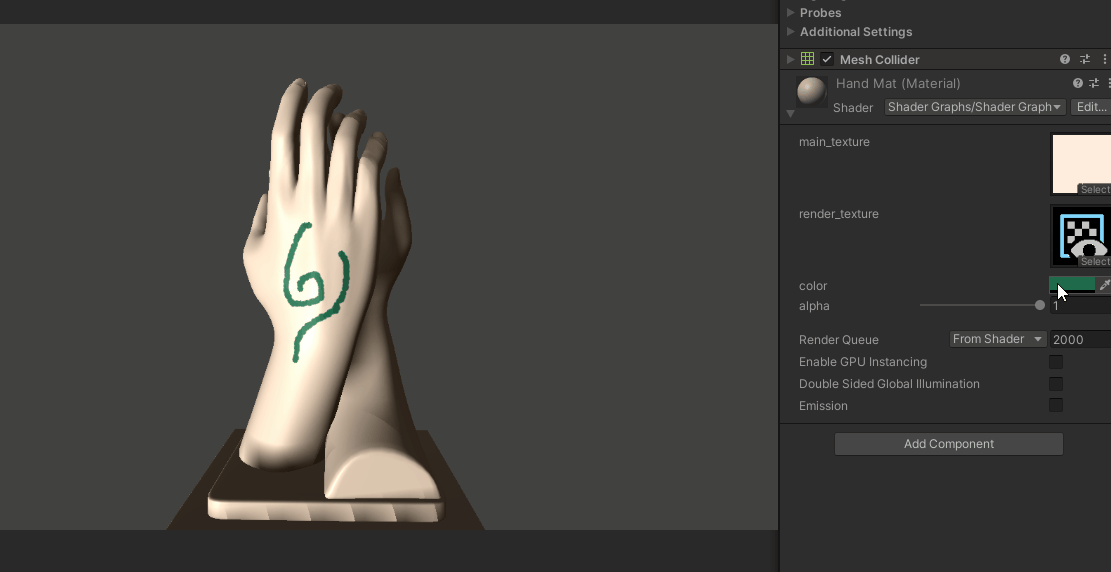 Probes
Additional Settings
Mesh Collider
Hand Mat (Material)
Shader Shader Graphs/Shader Graph Edit...
main_texture
Select
render_texture
Select
color
alpha 1
Render Queue From Shader 2000
Enable GPU Instancing
Double Sided Global Illumination
Emission
Add Component